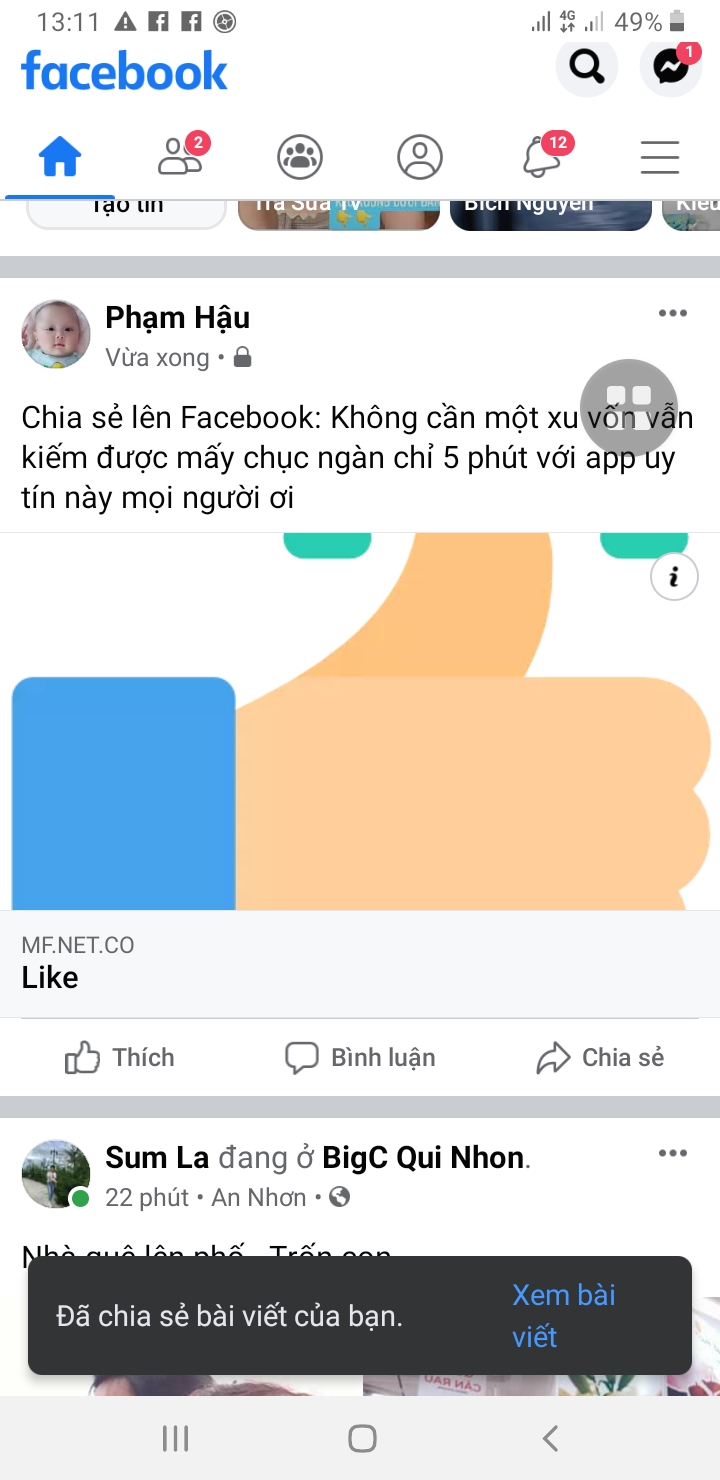 13:11
4G
49%
facebook
1
2
12
Tạo tin
Trà Sữa TV
Bích Nguyên
Kiều
Phạm Hậu
Vừa xong •
Chia sẻ lên Facebook: Không cần một xu vốn vẫn
kiếm được mấy chục ngàn chỉ 5 phút với app uy
tín này mọi người ơi
MF.NET.CO
Like
Thích
Bình luận
Chia sẻ
Sum La đang ở BigC Qui Nhon.
22 phút • An Nhơn •
Nhà quê lên phố . Trốn con
Đã chia sẻ bài viết của bạn.
Xem bài
viết